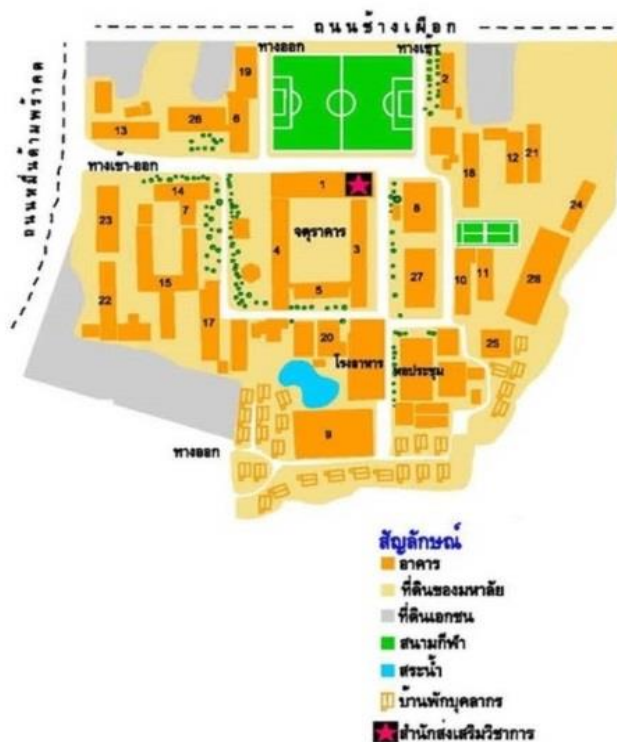 ถนนช้างเผือก
ถนนหมื่นด้ามพร้าคต
ทางออก
ทางเข้า
19
2
26
6
13
12
21
18
ทางเข้า-ออก
14
1
7
23
8
24
จตุราคาร
4
3
28
10
11
27
15
5
22
17
20
25
โรงอาหาร
หอประชุม
9
ทางออก
สัญลักษณ์
อาคาร
ที่ดินของมหาลัย
ที่ดินเอกชน
สนามกีฬา
สระน้ำ
บ้านพักบุคลากร
สำนักส่งเสริมวิชาการ